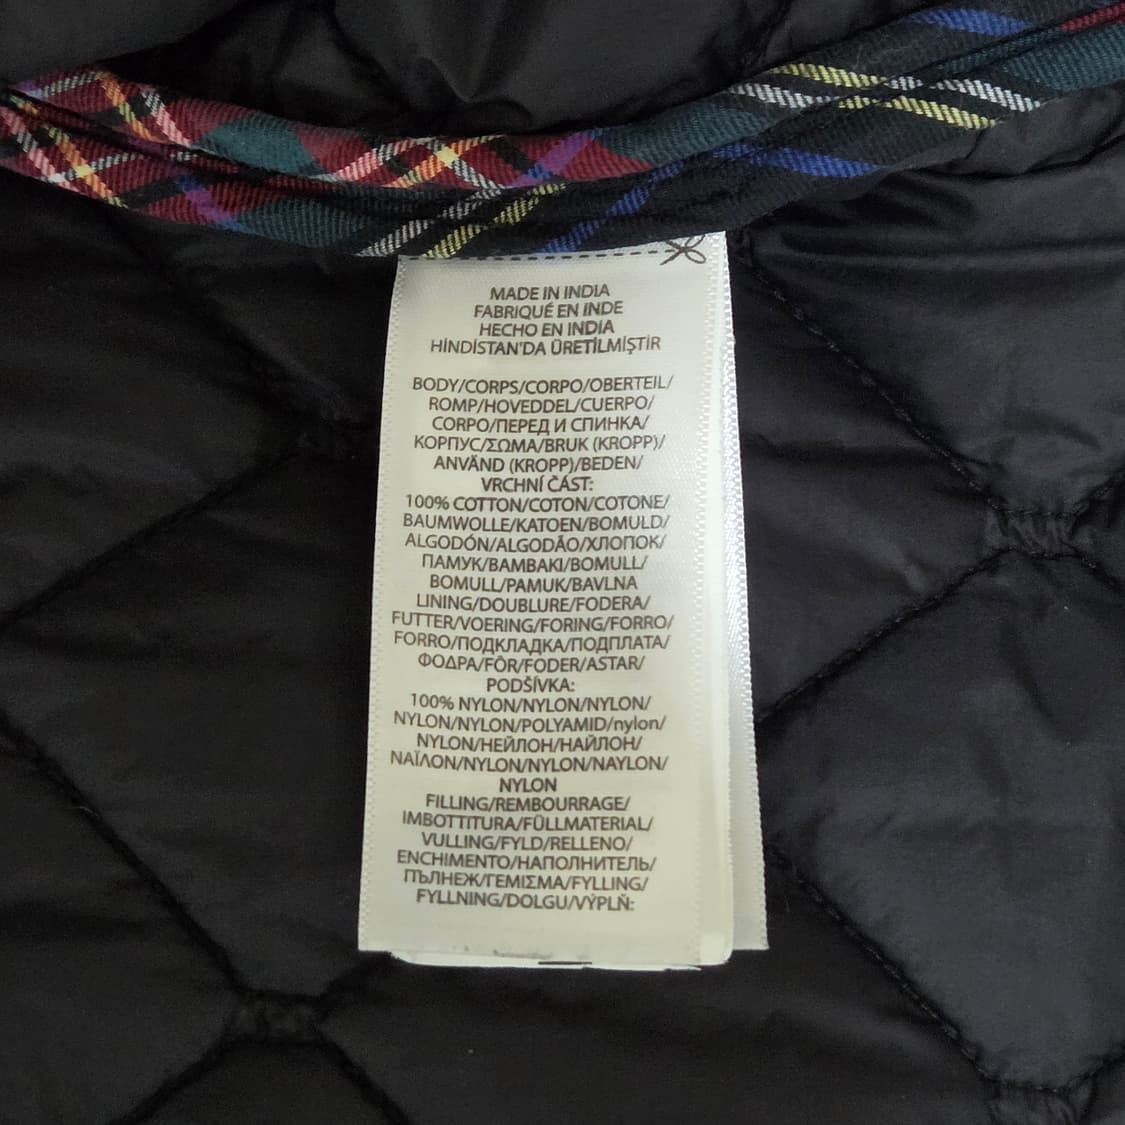 MADE IN INDIA
FABRIQUÉ EN INDE
HECHO EN INDIA
HİNDİSTAN'DA ÜRETİLMİŞTİR
BODY/CORPS/CORPO/OBERTEIL/
ROMP/HOVEDDEL/CUERPO/
CORPO/ПЕРЕД И СПИНКА/
КОРПУС/ΣΩΜΑ/BRUK (KROPP)/
ANVÄND (KROPP)/BEDEN/
VRCHNÍ ČÁST:
100% COTTON/COTON/COTONE/
BAUMWOLLE/KATOEN/BOMULD/
ALGODÓN/ALGODÃO/ХЛОПОК/
ПАМУК/ΒΑΜΒΑΚΙ/BOMULL/
BOMULL/PAMUK/BAVLNA
LINING/DOUBLURE/FODERA/
FUTTER/VOERING/FORING/FORRO/
FORRO/ПОДКЛАДКА/ПОДПЛАТА/
ΦΟΔΡΑ/FÔR/FODER/ASTAR/
PODŠÍVKA:
100% NYLON/NYLON/NYLON/
NYLON/NYLON/POLYAMID/nylon/
NYLON/НЕЙЛОН/НАЙЛОН/
ΝΑΪΛΟΝ/NYLON/NYLON/NAYLON/
NYLON
FILLING/REMBOURRAGE/
IMBOTTITURA/FÜLLMATERIAL/
VULLING/FYLD/RELLENO/
ENCHIMENTO/НАПОЛНИТЕЛЬ/
ПЪЛНЕЖ/ΓΕΜΙΣΜΑ/FYLLING/
FYLLNING/DOLGU/VÝPLŇ: